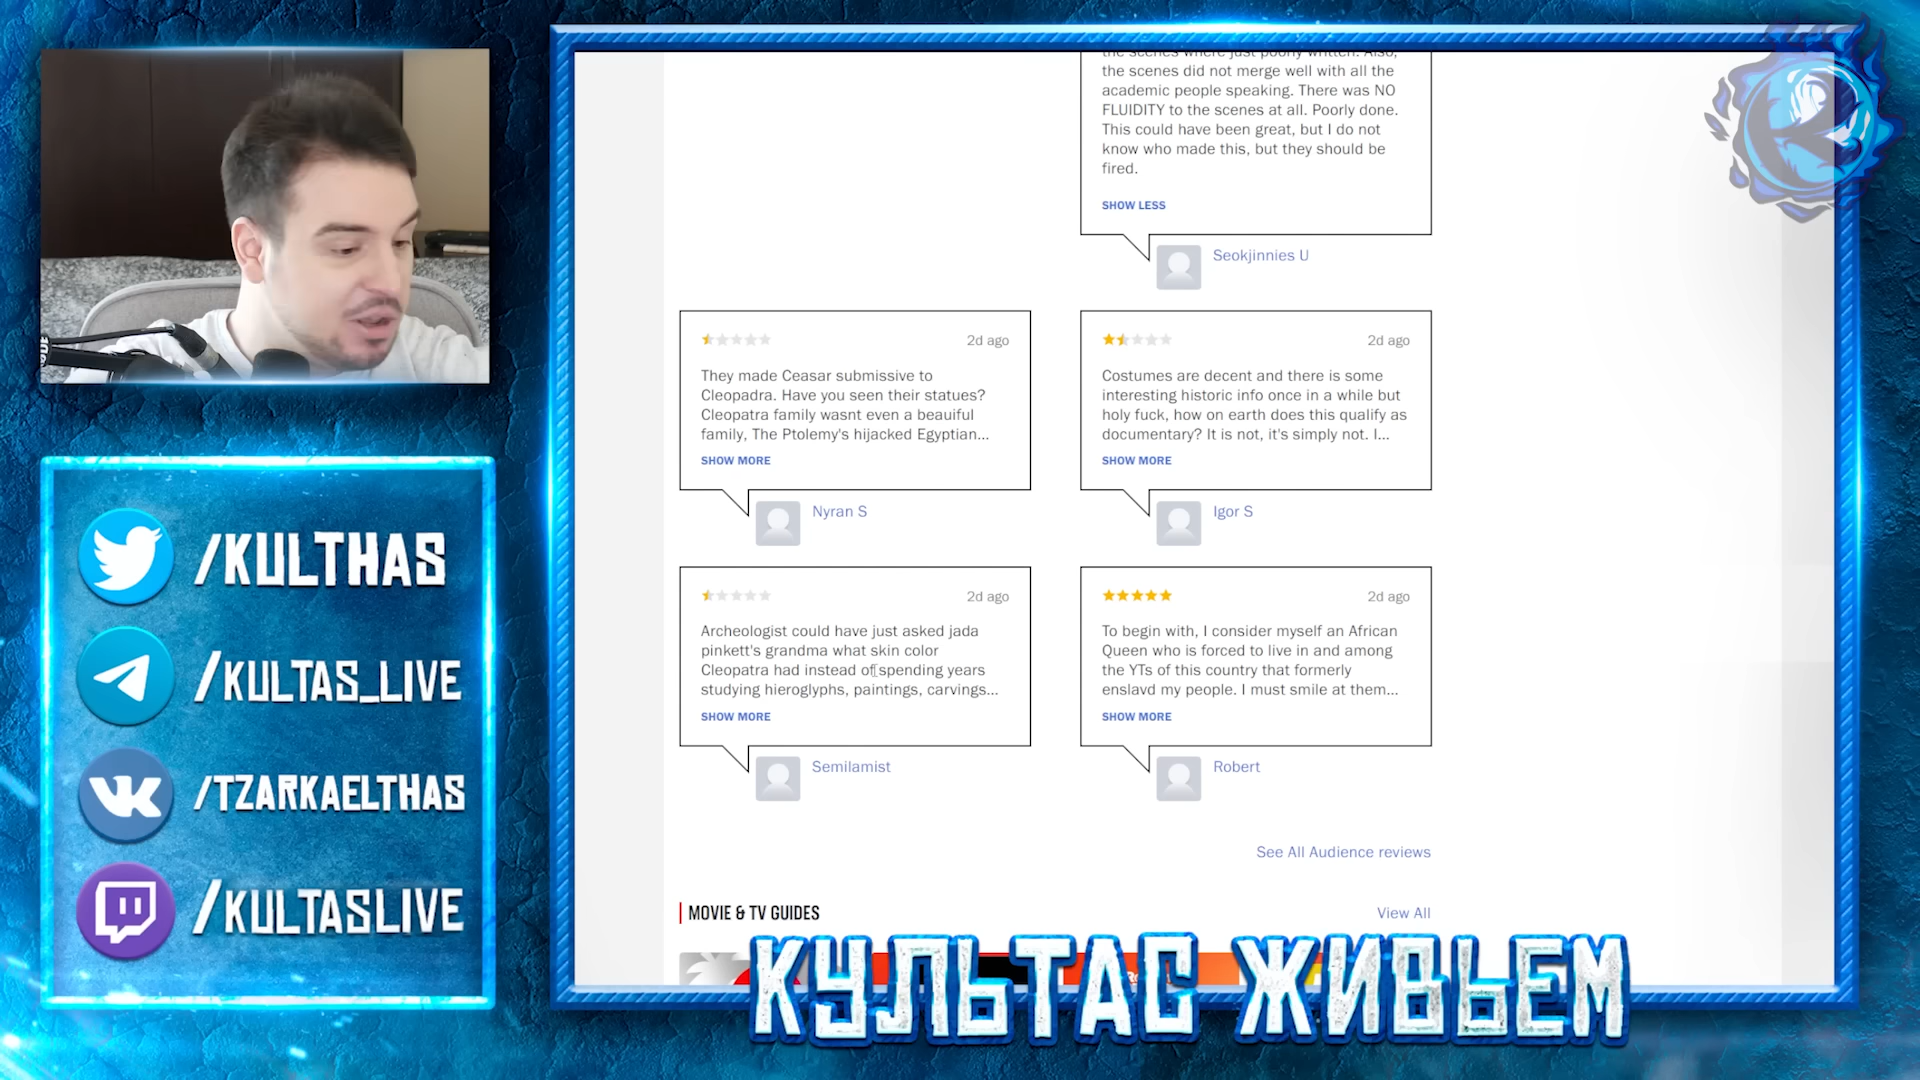 the scenes where just poorly written. Also,
the scenes did not merge well with all the
academic people speaking. There was NO
FLUIDITY to the scenes at all. Poorly done.
This could have been great, but I do not
know who made this, but they should be
fired.
SHOW LESS
Seokjinnies U
2d ago
They made Ceasar submissive to
Cleopadra. Have you seen their statues?
Cleopatra family wasnt even a beauiful
family, The Ptolemy's hijacked Egyptian...
SHOW MORE
Nyran S
2d ago
Costumes are decent and there is some
interesting historic info once in a while but
holy fuck, how on earth does this qualify as
documentary? It is not, it's simply not. I...
SHOW MORE
Igor S
2d ago
Archeologist could have just asked jada
pinkett's grandma what skin color
Cleopatra had instead of spending years
studying hieroglyphs, paintings, carvings...
SHOW MORE
Semilamist
2d ago
To begin with, I consider myself an African
Queen who is forced to live in and among
the YTs of this country that formerly
enslavd my people. I must smile at them...
SHOW MORE
Robert
See All Audience reviews
MOVIE & TV GUIDES
View All
/KULTHAS
/KULTAS_LIVE
/TZARKAELTHAS
/KULTASLIVE
КУЛЬТАС ЖИВЬЕМ